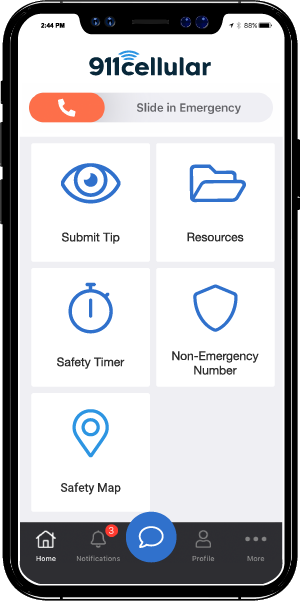 2:44 PM
88%
911cellular
Slide in Emergency
Submit Tip
Resources
Safety Timer
Non-Emergency
Number
Safety Map
3
Home
Notifications
Profile
More